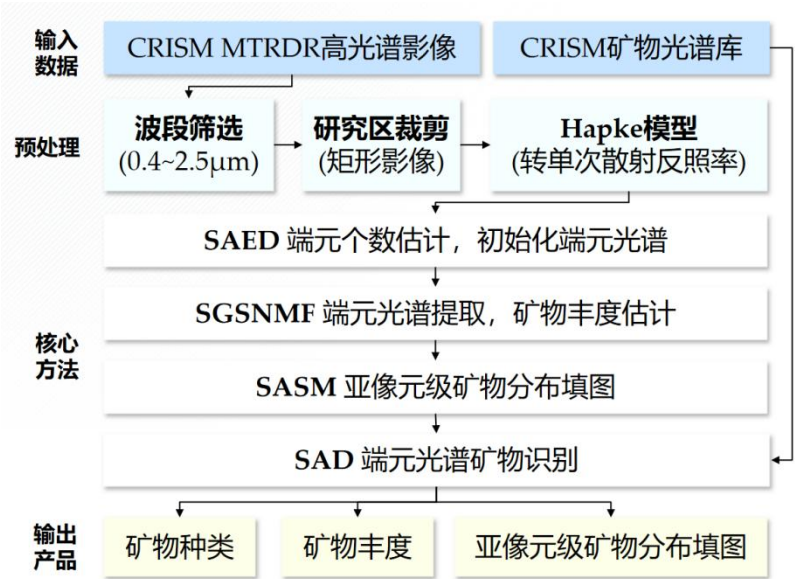 输入
数据
CRISM MTRDR高光谱影像
CRISM矿物光谱库
预处理
波段筛选
(0.4~2.5μm)
研究区裁剪
(矩形影像)
Hapke模型
(转单次散射反照率)
核心
方法
SAED 端元个数估计，初始化端元光谱
SGSNMF 端元光谱提取，矿物丰度估计
SASM 亚像元级矿物分布填图
SAD 端元光谱矿物识别
输出
产品
矿物种类
矿物丰度
亚像元级矿物分布填图